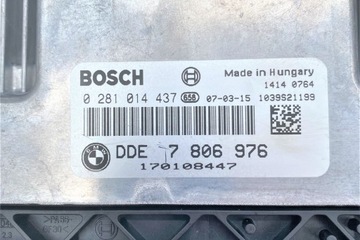 BOSCH
Made in Hungary
1414 0764
0 281 014 437 658 07-03-15 1039S21199
DDE 7 806 976
170108447